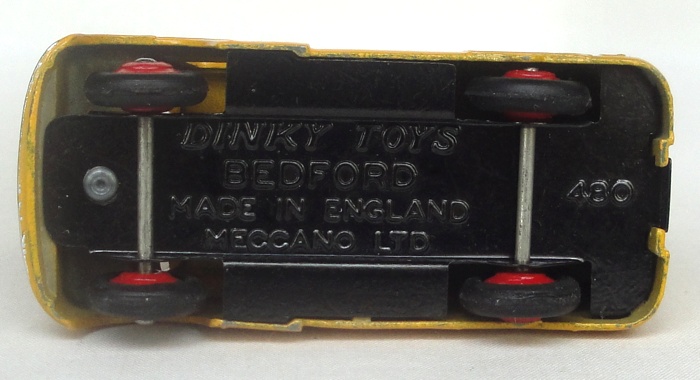 DINKY TOYS
BEDFORD
MADE IN ENGLAND
MECCANO LTD
480